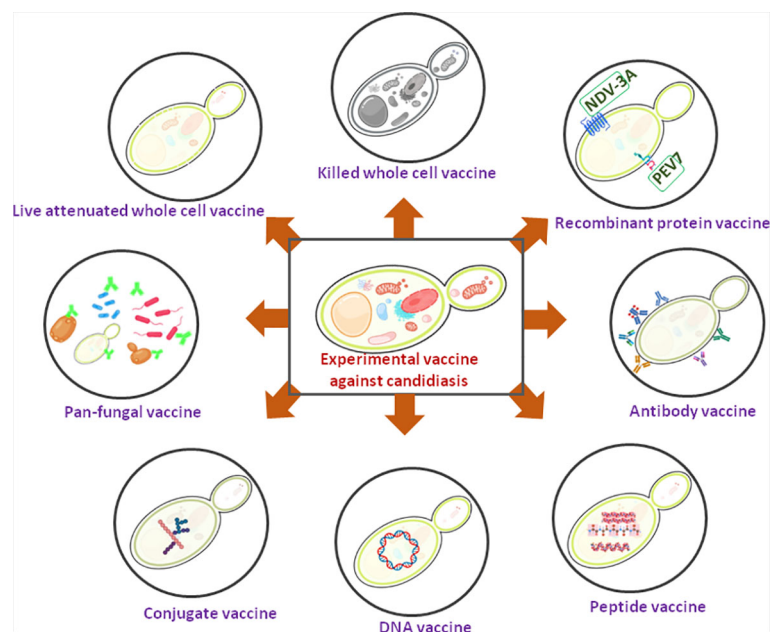 Killed whole cell vaccine
Live attenuated whole cell vaccine
NDV-3A
PEV7
Recombinant protein vaccine
Experimental vaccine
against candidiasis
Pan-fungal vaccine
Antibody vaccine
Conjugate vaccine
DNA vaccine
Peptide vaccine